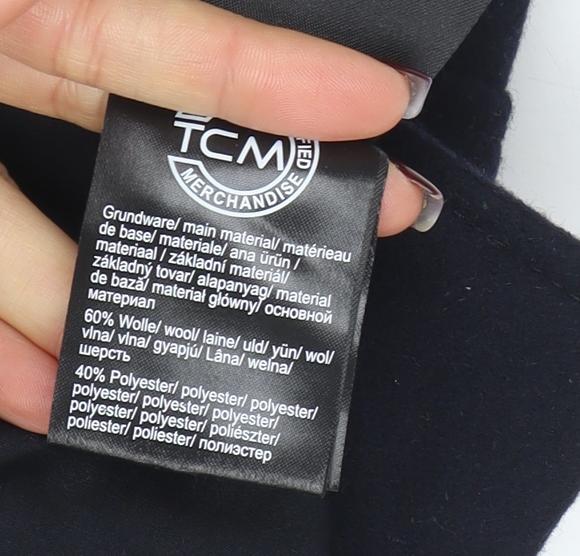 TCM
MERCHANDISE
Grundware/ main material/ matérieau
de base/ materiale/ ana ürün /
materiaal / základní materiál/
základný tovar/ alapanyag/ material
de bază/ materiał główny/ основной
материал
60% Wolle/ wool/ laine/ uld/ yün/ wol/
vlna/ vlna/ gyapjú/ Lâna/ welna/
шерсть
40% Polyester/ polyester/ polyester/
polyester/ polyester/ polyester/
polyester/ polyester/ poliészter/
poliester/ poliester/ полиэстер